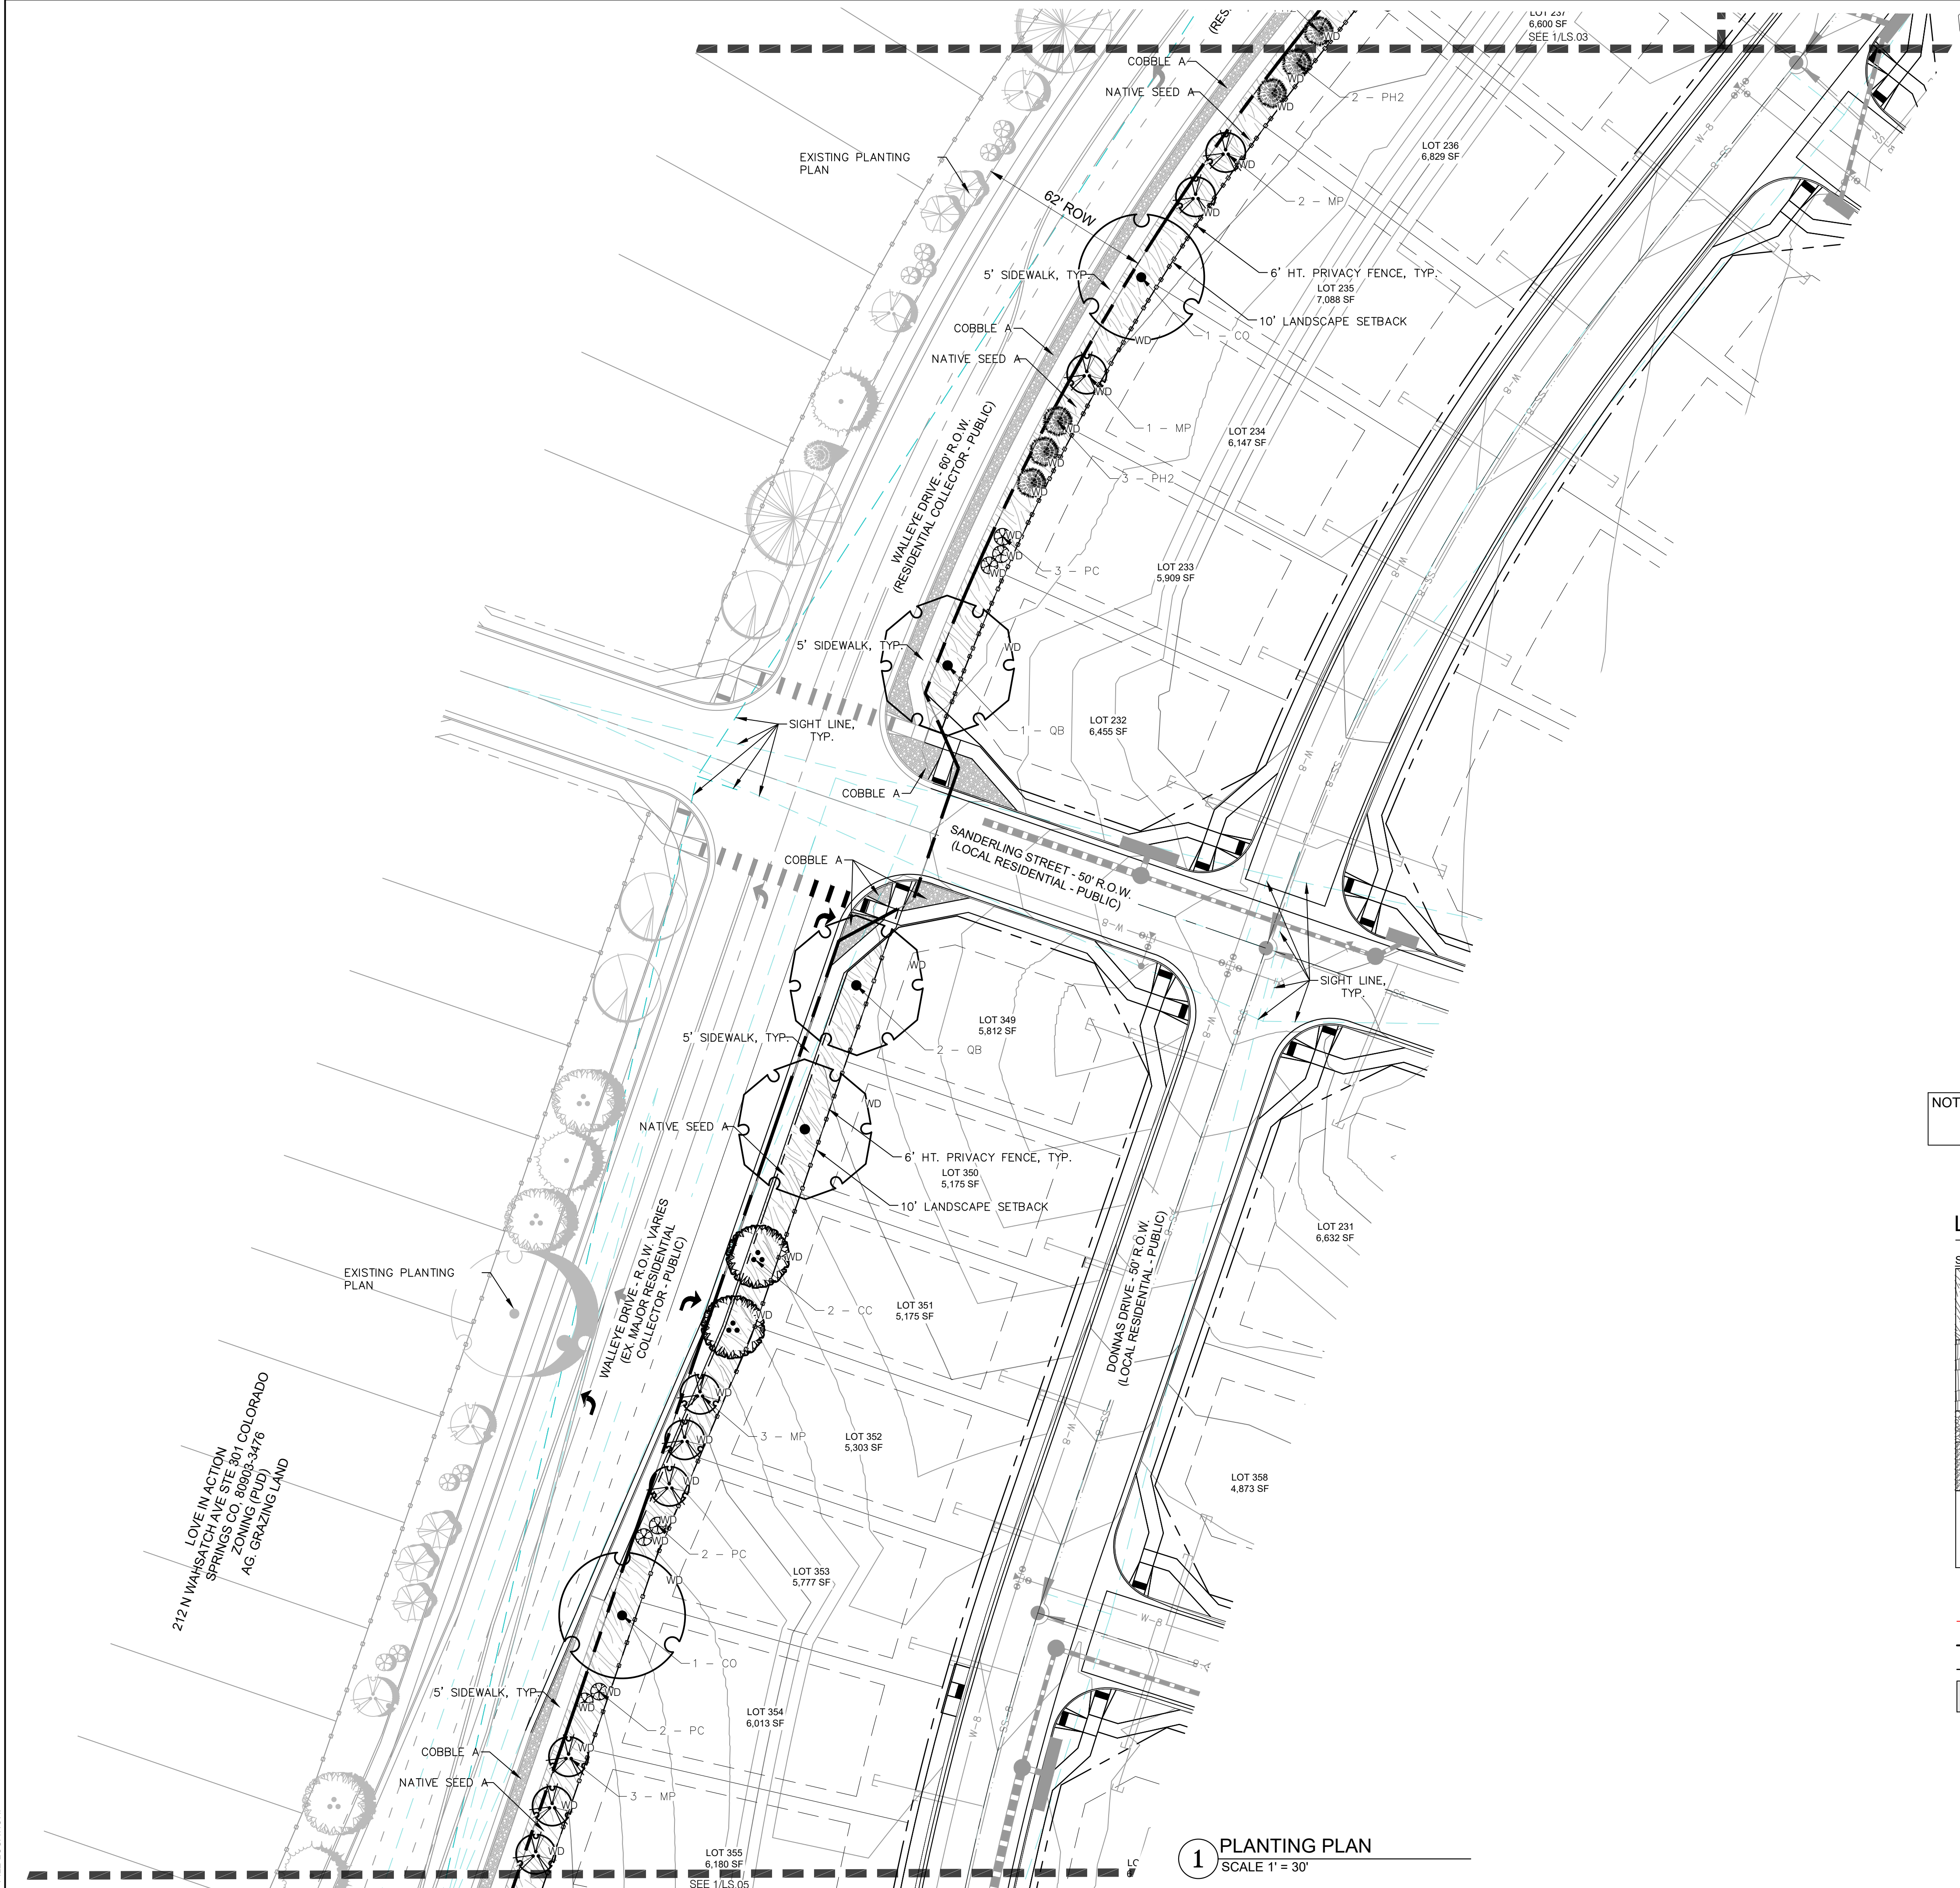 LOT 237
6,600 SF
SEE 1/LS.03
COBBLE A
NATIVE SEED A
2 - PH2
EXISTING PLANTING
PLAN
LOT 236
6,829 SF
62' ROW
2 - MP
5' SIDEWALK, TYP.
6' HT. PRIVACY FENCE, TYP.
LOT 235
7,088 SF
10' LANDSCAPE SETBACK
COBBLE A
1 - CO
NATIVE SEED A
WALLEYE DRIVE - 60' R.O.W.
(RESIDENTIAL COLLECTOR - PUBLIC)
1 - MP
LOT 234
6,147 SF
3 - PH2
3 - PC
LOT 233
5,909 SF
5' SIDEWALK, TYP.
SIGHT LINE,
TYP.
1 - QB
LOT 232
6,455 SF
COBBLE A
SANDERLING STREET - 50' R.O.W.
(LOCAL RESIDENTIAL - PUBLIC)
COBBLE A
SIGHT LINE,
TYP.
LOT 349
5,812 SF
5' SIDEWALK, TYP.
2 - QB
NATIVE SEED A
6' HT. PRIVACY FENCE, TYP.
LOT 350
5,175 SF
10' LANDSCAPE SETBACK
NOT
WALLEYE DRIVE - R.O.W. VARIES
(EX. MAJOR RESIDENTIAL
COLLECTOR - PUBLIC)
DONNAS DRIVE - 50' R.O.W.
(LOCAL RESIDENTIAL - PUBLIC)
LOT 231
6,632 SF
EXISTING PLANTING
PLAN
2 - CC
LOT 351
5,175 SF
LOVE IN ACTION
212 N WAHSATCH AVE STE 301 COLORADO
SPRINGS CO, 80903-3476
ZONING (PUD)
AG. GRAZING LAND
3 - MP
LOT 352
5,303 SF
LOT 358
4,873 SF
2 - PC
LOT 353
5,777 SF
1 - CO
5' SIDEWALK, TYP.
2 - PC
LOT 354
6,013 SF
COBBLE A
NATIVE SEED A
3 - MP
LOT 355
6,180 SF
SEE 1/LS.05
1 PLANTING PLAN
SCALE 1' = 30'